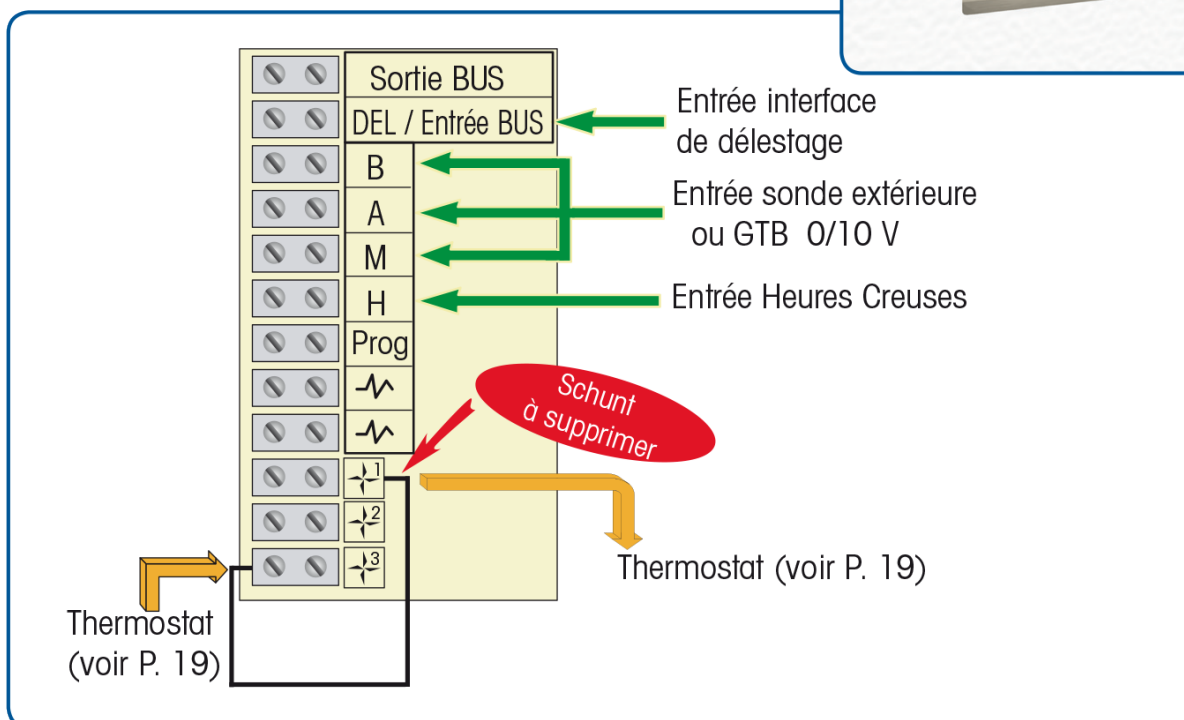 Sortie BUS
DEL / Entrée BUS
Entrée interface
de délestage
B
A
M
Entrée sonde extérieure
ou GTB 0/10 V
H
Entrée Heures Creuses
Prog
Schunt
à supprimer
1
2
3
Thermostat (voir P. 19)
Thermostat
(voir P. 19)